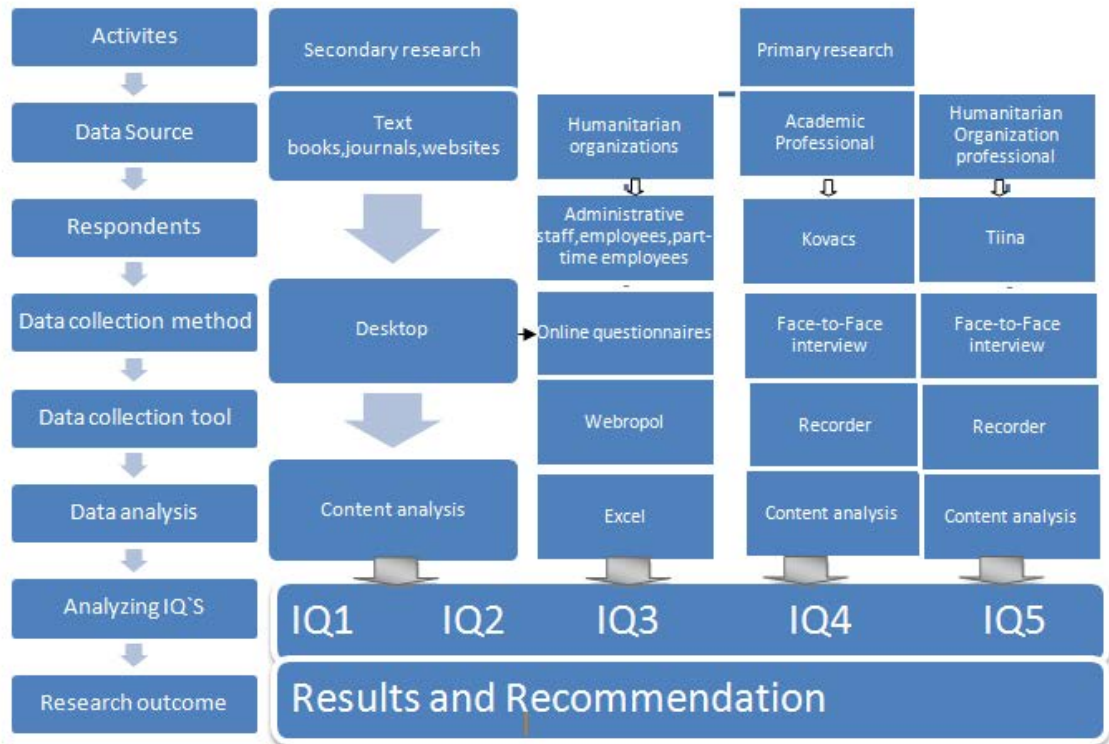 Activites
Secondary research
Primary research
Data Source
Text
books,journals,websites
Humanitarian
organizations
Academic
Professional
Humanitarian
Organization
professional
Respondents
Administrative
staff,employees,part-
time employees
Kovacs
Tiina
Data collection method
Desktop
Online questionnaires
Face-to-Face
interview
Face-to-Face
interview
Data collection tool
Webropol
Recorder
Recorder
Data analysis
Content analysis
Excel
Content analysis
Content analysis
Analyzing IQ`S
IQ1 IQ2 IQ3 IQ4 IQ5
Research outcome
Results and Recommendation